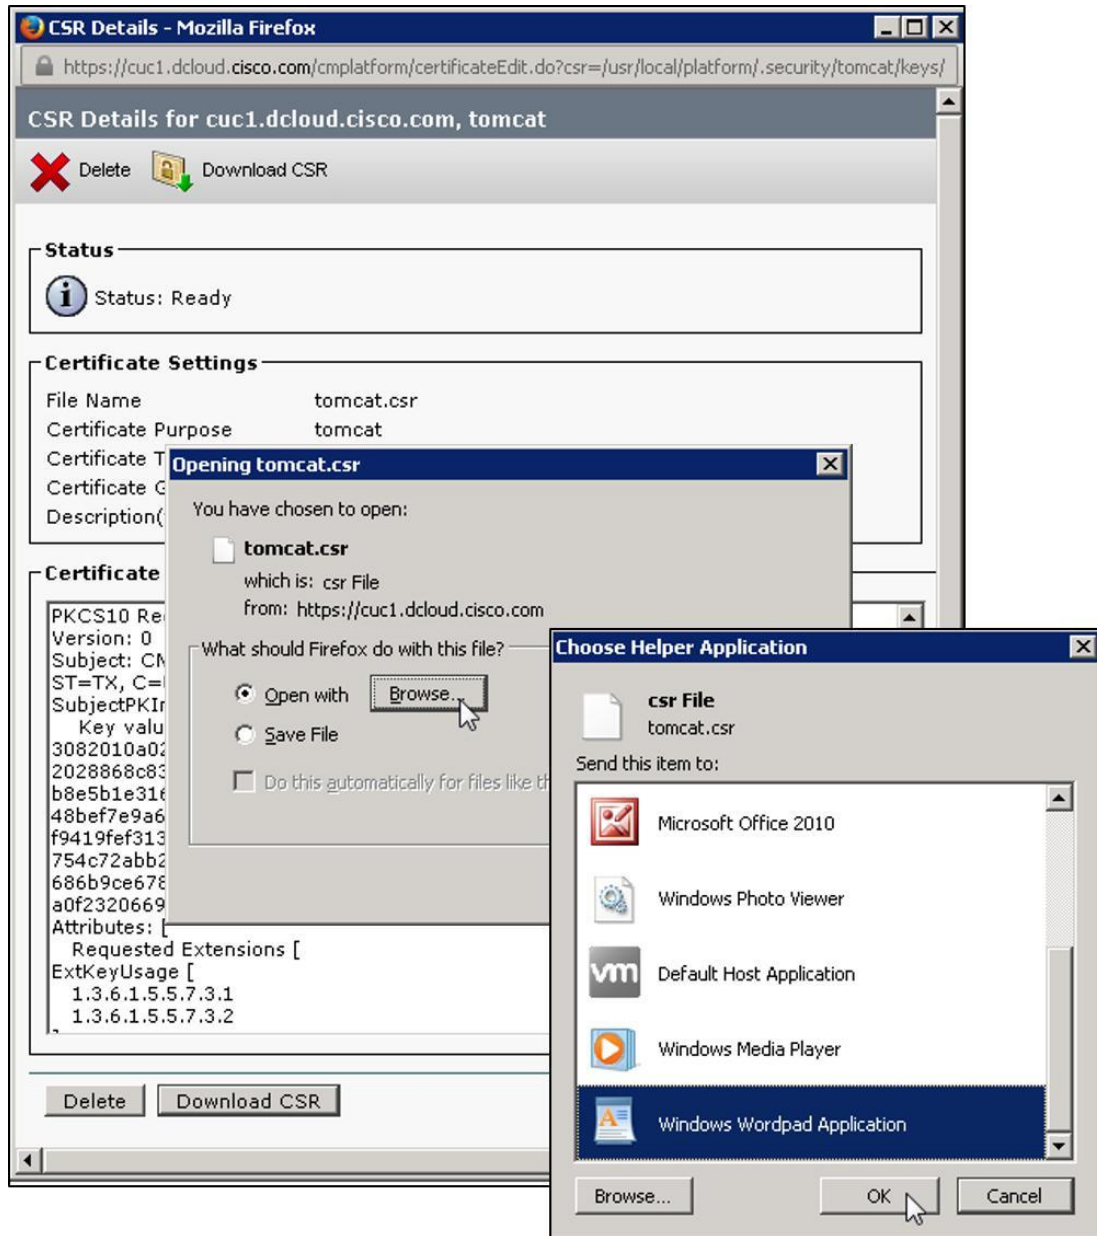 CSR Details - Mozilla Firefox
https://cuc1.dcloud.cisco.com/cmplatform/certificateEdit.do?csr=/usr/local/platform/.security/tomcat/keys/
CSR Details for cuc1.dcloud.cisco.com, tomcat
Delete Download CSR
Status
Status: Ready
Certificate Settings
File Name tomcat.csr
Certificate Purpose tomcat
Certificate T
Certificate G
Description(
Certificate
PKCS10 Re
Version: 0
Subject: CN
ST=TX, C=
SubjectPKIn
Key valu
3082010a02
2028868c83
b8e5b1e316
48bef7e9a6
f9419fef313
754c72abb2
686b9ce678
a0f2320669
Attributes: [
Requested Extensions [
ExtKeyUsage [
1.3.6.1.5.5.7.3.1
1.3.6.1.5.5.7.3.2
]
Delete Download CSR
Opening tomcat.csr
You have chosen to open:
tomcat.csr
which is: csr File
from: https://cuc1.dcloud.cisco.com
What should Firefox do with this file?
Open with Browse...
Save File
Do this automatically for files like th
Choose Helper Application
csr File
tomcat.csr
Send this item to:
Microsoft Office 2010
Windows Photo Viewer
vm Default Host Application
Windows Media Player
Windows Wordpad Application
Browse... OK Cancel